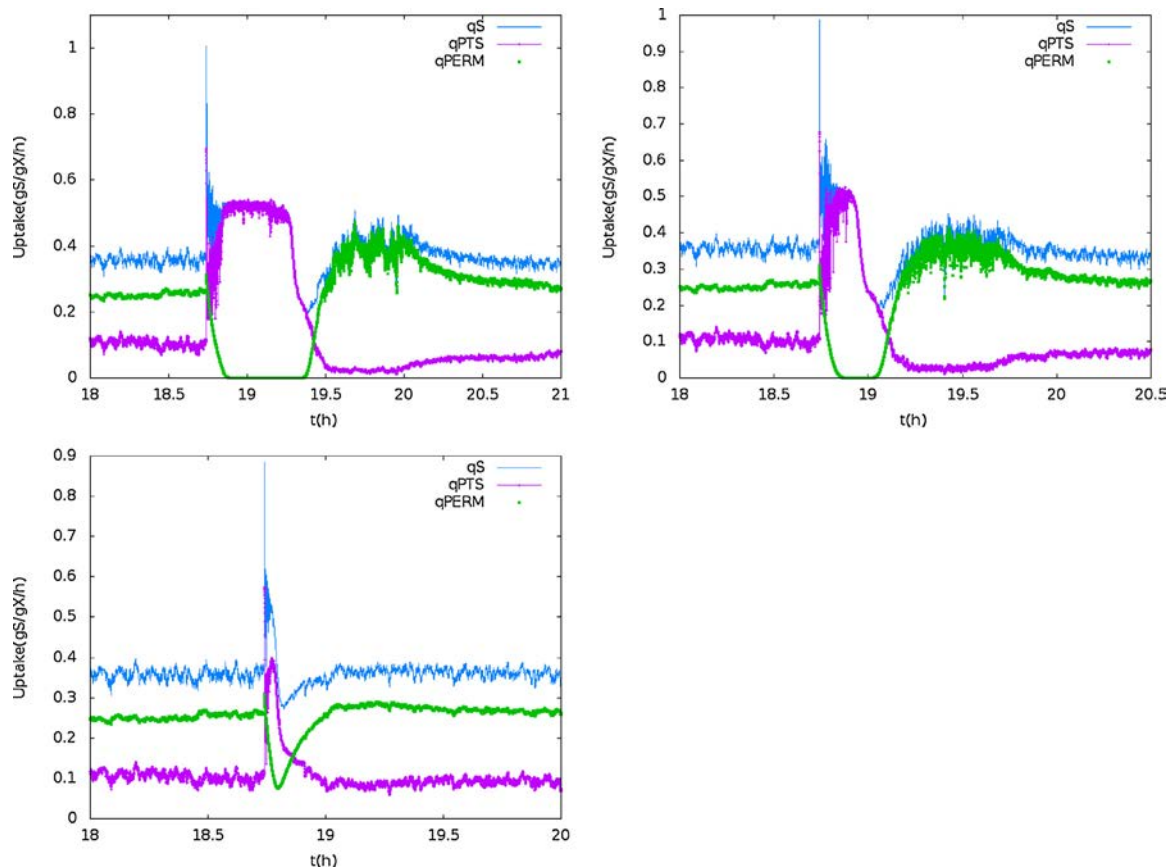 qS
qPTS
qPERM
1
0.8
0.6
0.4
0.2
0
Uptake(gS/gX/h)
18 18.5 19 19.5 20 20.5 21
t(h)
qS
qPTS
qPERM
1
0.9
0.8
0.7
0.6
0.5
0.4
0.3
0.2
0.1
0
Uptake(gS/gX/h)
18 18.5 19 19.5 20 20.5
t(h)
qS
qPTS
qPERM
0.9
0.8
0.7
0.6
0.5
0.4
0.3
0.2
0.1
0
Uptake(gS/gX/h)
18 18.5 19 19.5 20
t(h)